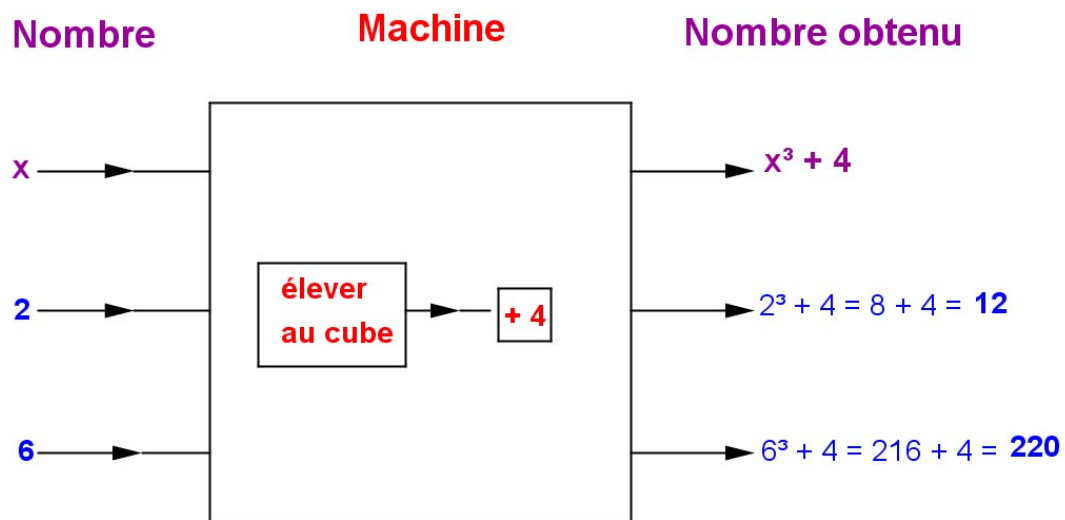 Nombre Machine Nombre obtenu
x x³ + 4
élever
au cube
+ 4
2 2³ + 4 = 8 + 4 = 12
6 6³ + 4 = 216 + 4 = 220